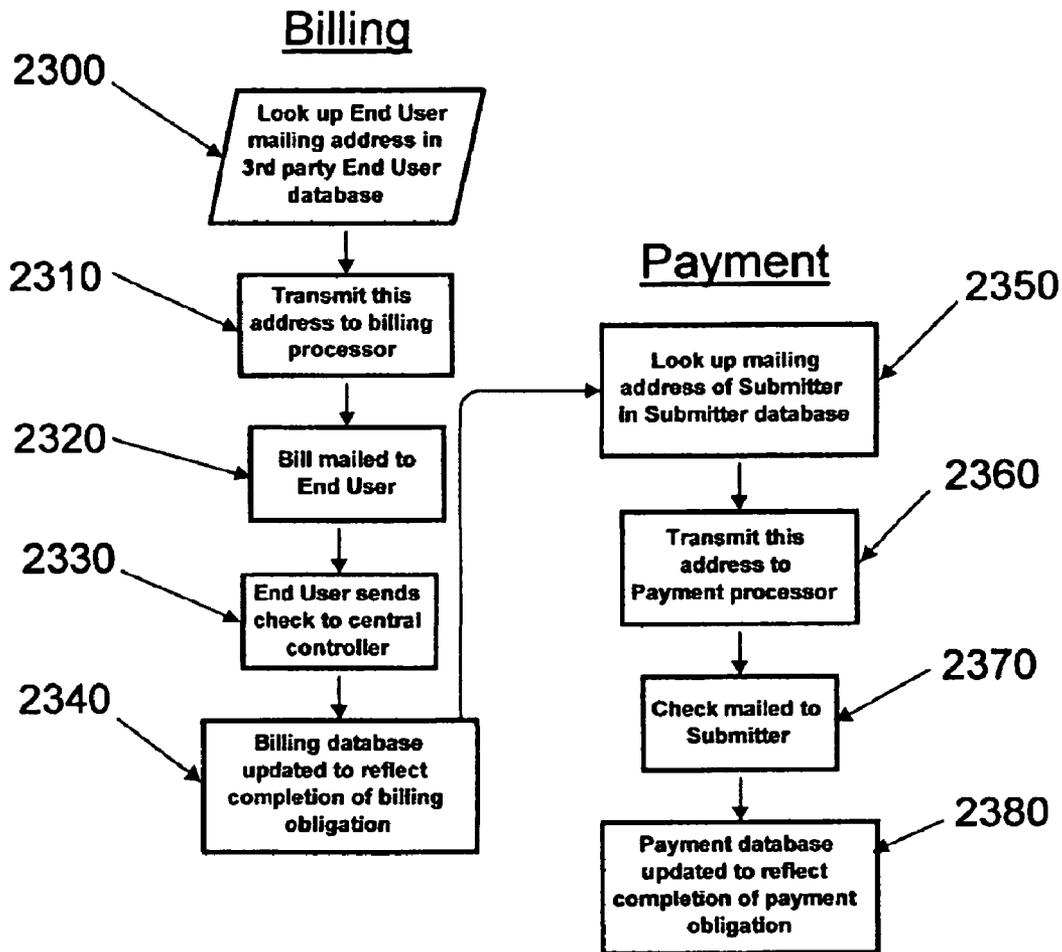 Billing
2300
Look up End User
mailing address in
3rd party End User
database
2310
Transmit this
address to billing
processor
2320
Bill mailed to
End User
2330
End User sends
check to central
controller
2340
Billing database
updated to reflect
completion of billing
obligation
Payment
2350
Look up mailing
address of Submitter
in Submitter database
2360
Transmit this
address to
Payment processor
2370
Check mailed to
Submitter
2380
Payment database
updated to reflect
completion of payment
obligation